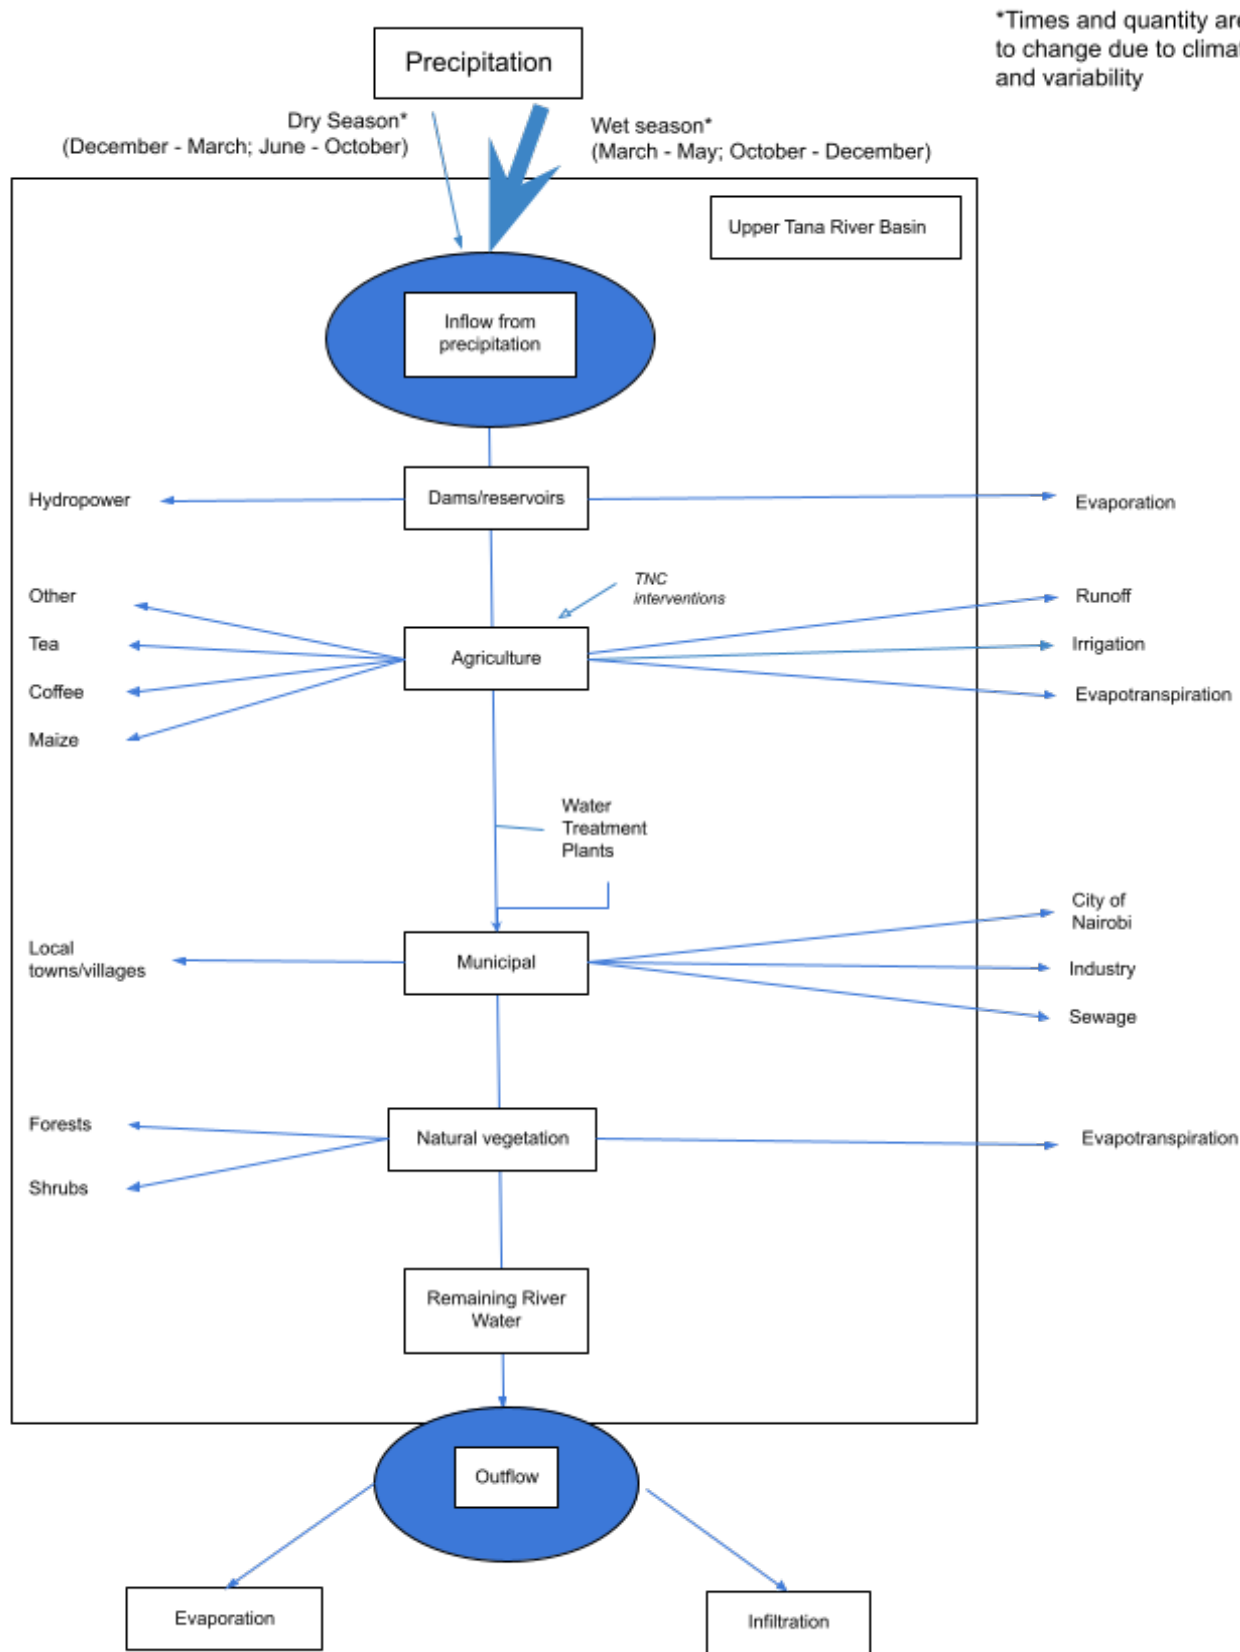 *Times and quantity are
to change due to climat
and variability
Precipitation
Dry Season*
(December - March; June - October)
Wet season*
(March - May; October - December)
Upper Tana River Basin
Inflow from
precipitation
Hydropower
Dams/reservoirs
Evaporation
TNC
interventions
Other
Tea
Coffee
Maize
Agriculture
Runoff
Irrigation
Evapotranspiration
Water
Treatment
Plants
Local
towns/villages
Municipal
City of
Nairobi
Industry
Sewage
Forests
Shrubs
Natural vegetation
Evapotranspiration
Remaining River
Water
Outflow
Evaporation
Infiltration